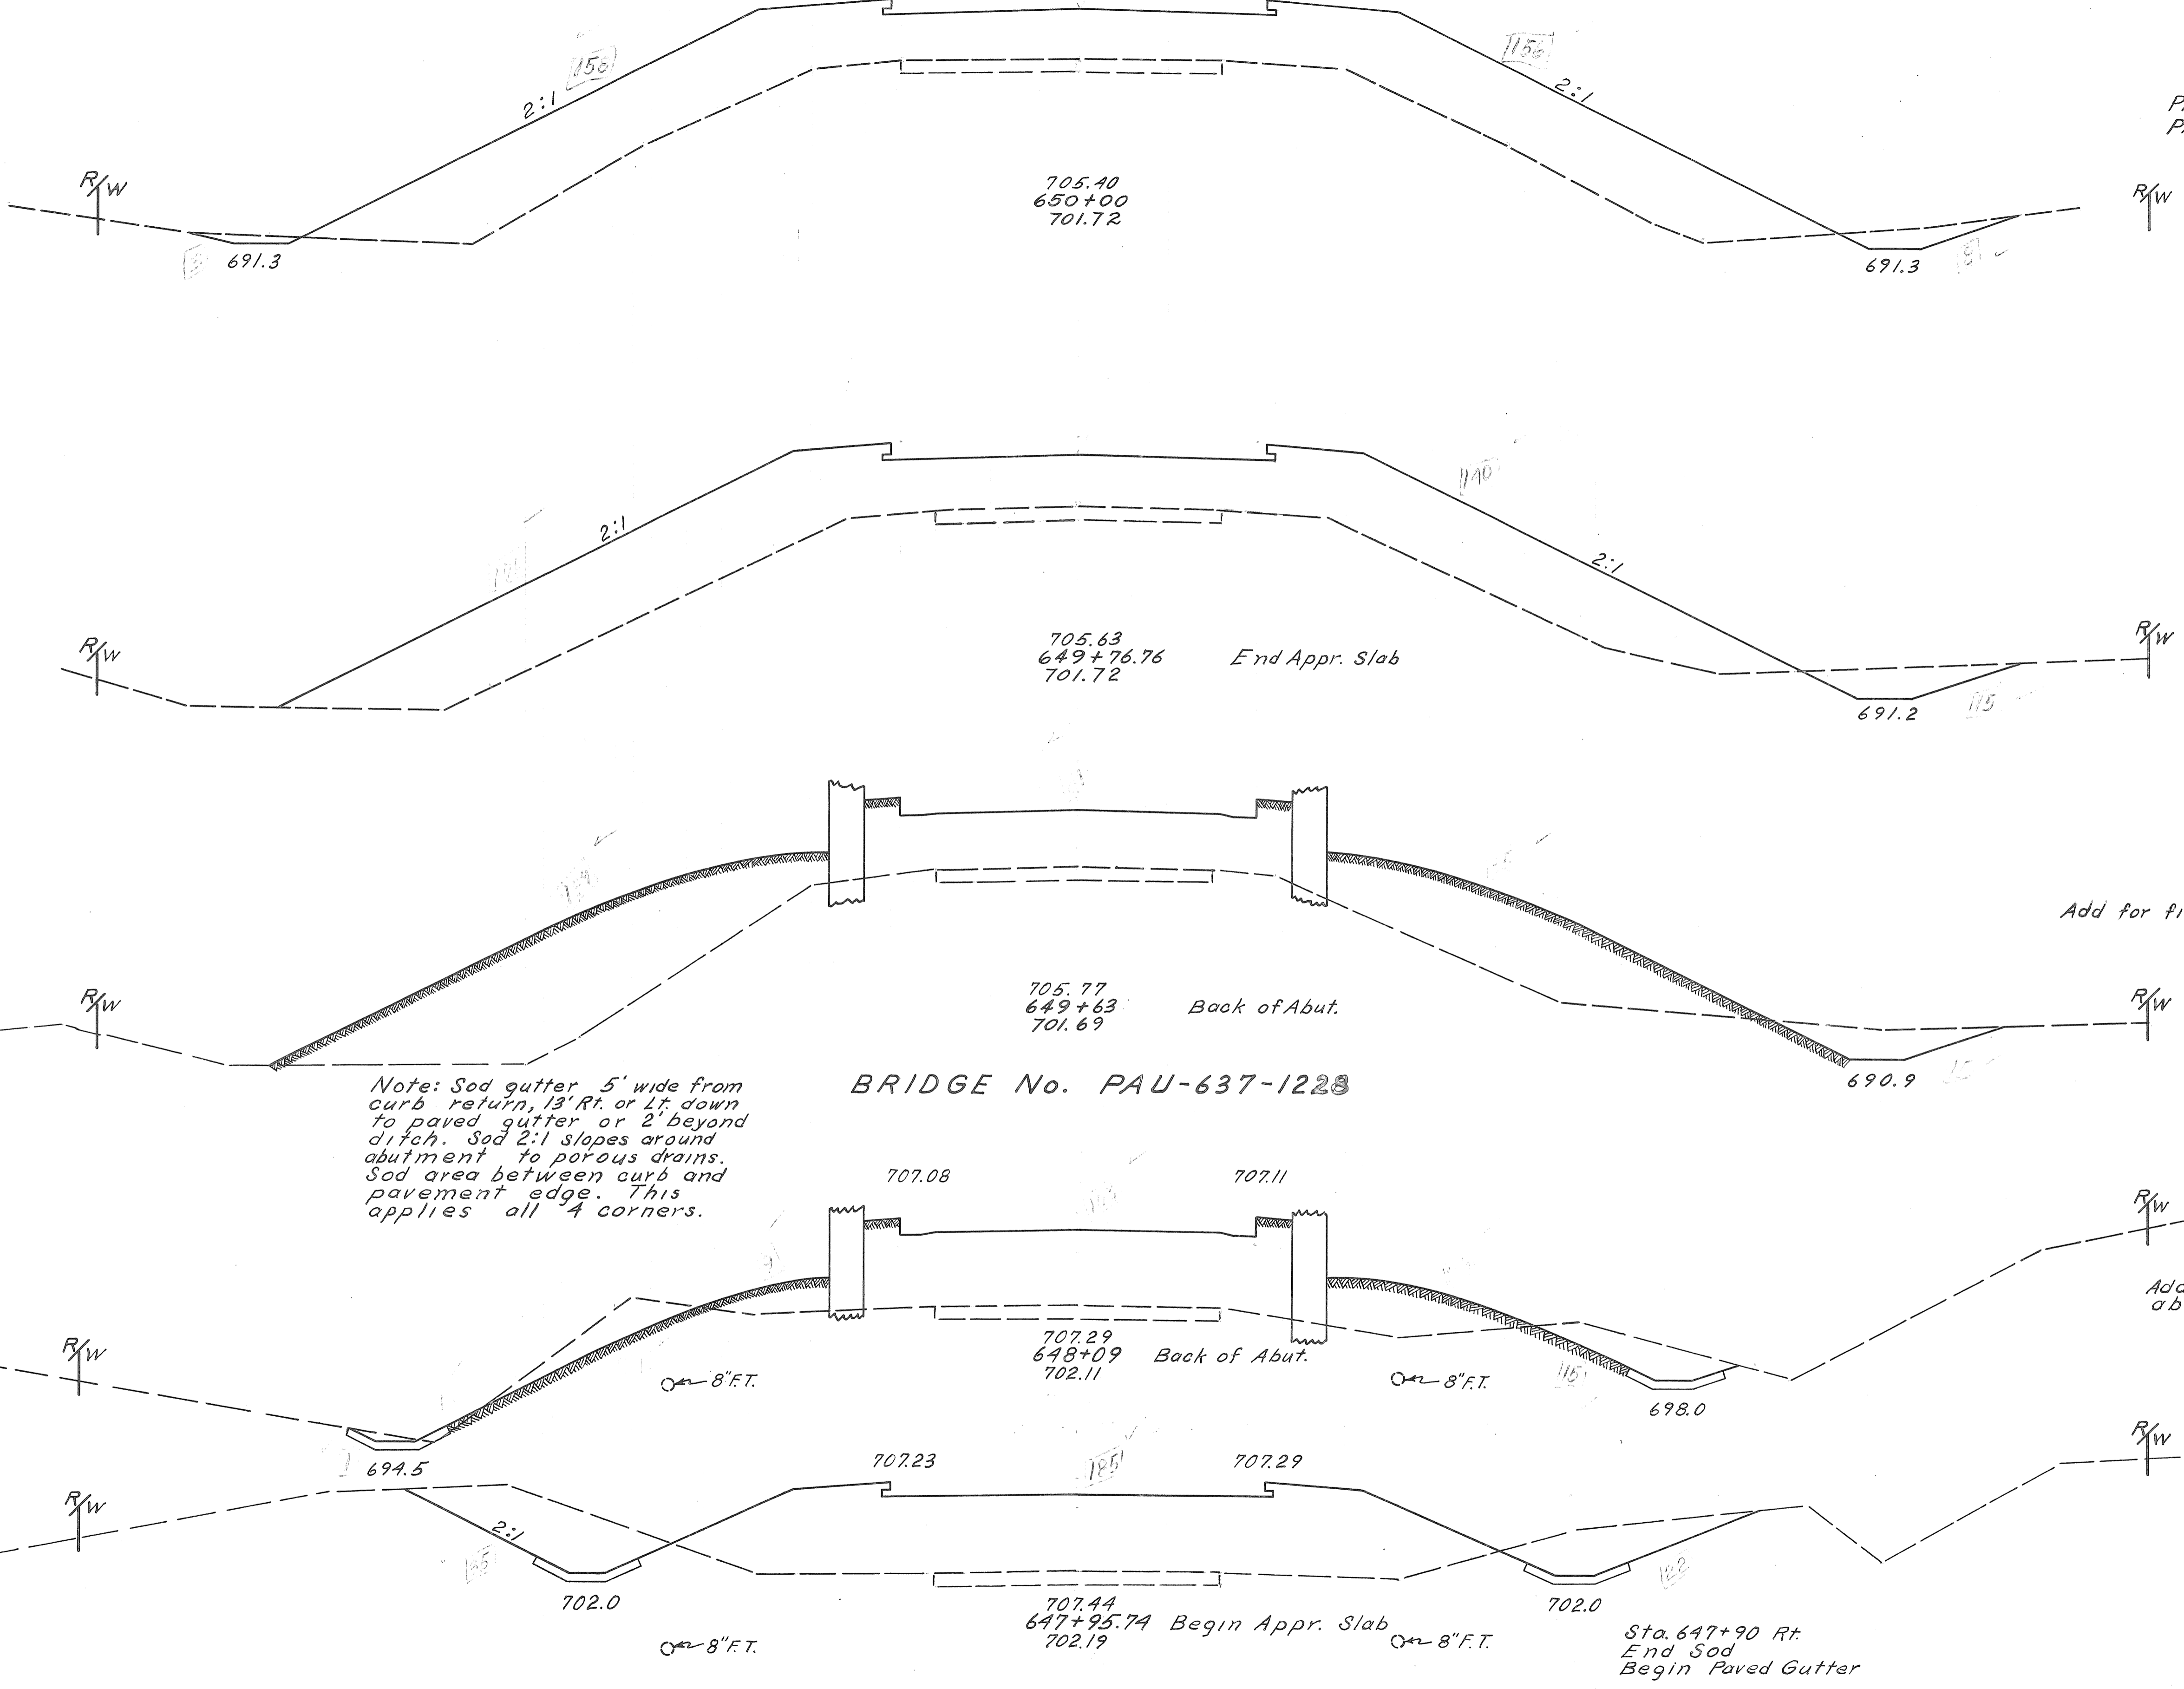 158
156
2:1
2:1
R/W
R/W
705.40
650+00
701.72
691.3
691.3
140
2:1
2:1
R/W
R/W
705.63
649+76.76 End Appr. Slab
701.72
691.2
115
Add for
R/W
R/W
705.77
649+63 Back of Abut.
701.69
690.9
BRIDGE No. PAU-637-1228
Note: Sod gutter 5' wide from
curb return, 13' Rt. or Lt. down
to paved gutter or 2' beyond
ditch. Sod 2:1 slopes around
abutment to porous drains.
Sod area between curb and
pavement edge. This
applies all 4 corners.
707.08
707.11
R/W
R/W
707.29
648+09 Back of Abut.
702.11
8"F.T.
8"F.T.
115
698.0
694.5
707.23
185
707.29
R/W
R/W
2:1
122
702.0
702.0
707.44
647+95.74 Begin Appr. Slab
702.19
8"F.T.
8"F.T.
Sta. 647+90 Rt.
End Sod
Begin Paved Gutter